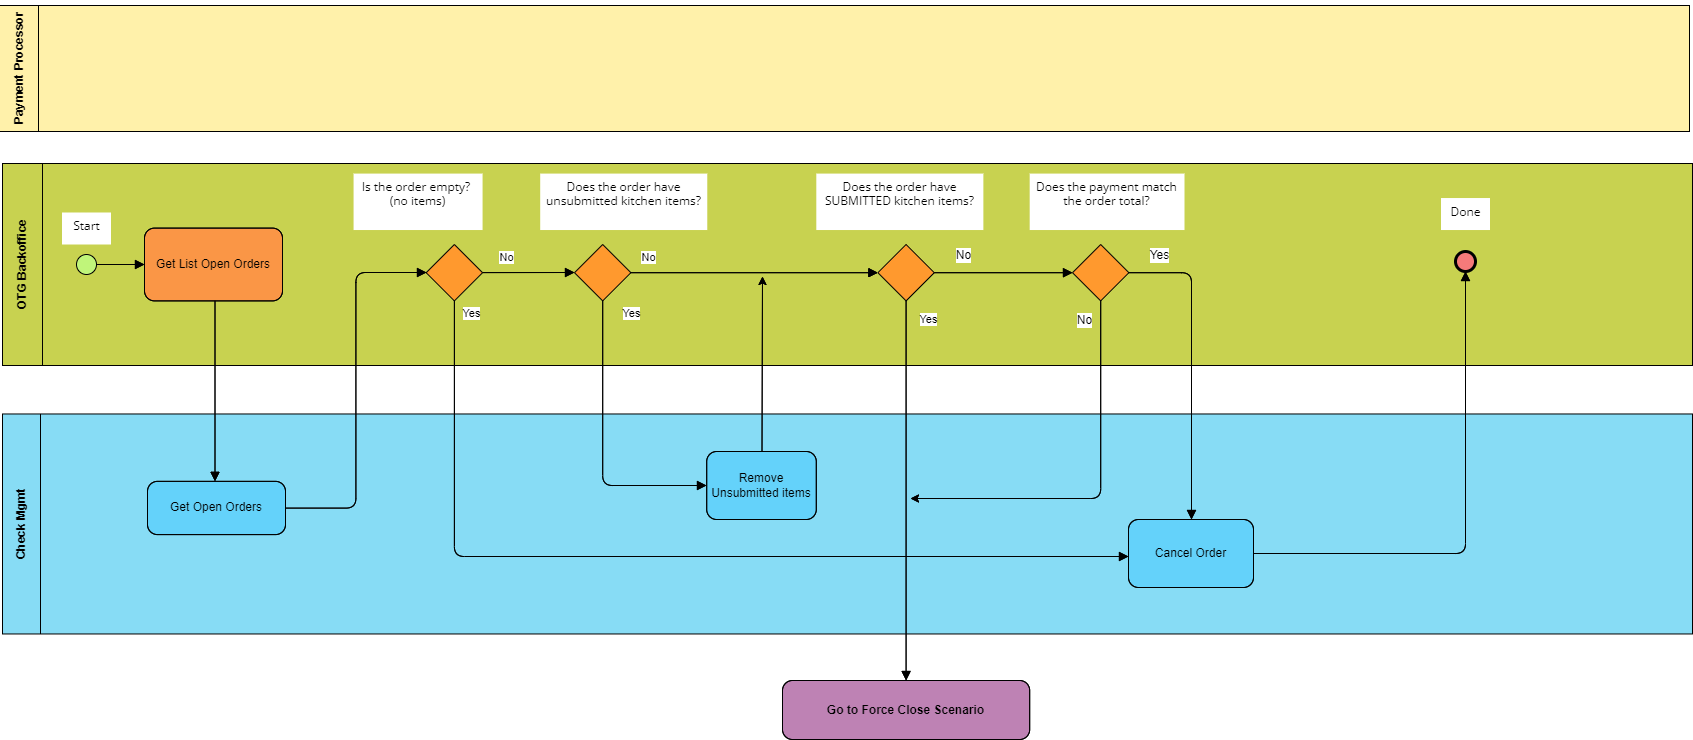 Payment Processor
OTG Backoffice
Start
Get List Open Orders
Is the order empty?
(no items)
No
Yes
Does the order have
unsubmitted kitchen items?
No
Yes
Does the order have
SUBMITTED kitchen items?
No
Yes
Does the payment match
the order total?
Yes
No
Done
Check Mgmt
Get Open Orders
Remove
Unsubmitted items
Cancel Order
Go to Force Close Scenario